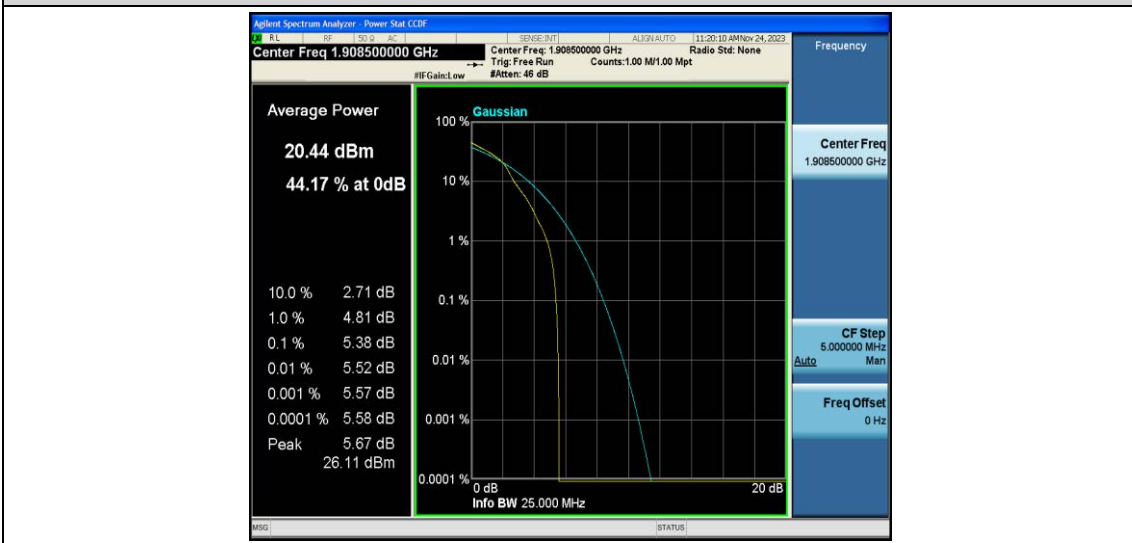 Agilent Spectrum Analyzer - Power Stat CCDF
RL RF 50 Ω AC SENSE:INT ALIGNAUTO 11:20:10 AM Nov 24, 2023
Center Freq 1.908500000 GHz
Center Freq: 1.908500000 GHz Radio Std: None
Trig: Free Run Counts:1.00 M/1.00 Mpt
#IFGain:Low #Atten: 46 dB
Frequency
Average Power
20.44 dBm
44.17 % at 0dB
10.0 % 2.71 dB
1.0 % 4.81 dB
0.1 % 5.38 dB
0.01 % 5.52 dB
0.001 % 5.57 dB
0.0001 % 5.58 dB
Peak 5.67 dB
26.11 dBm
Gaussian
100 %
10 %
1 %
0.1 %
0.01 %
0.001 %
0.0001 %
0 dB 20 dB
Info BW 25.000 MHz
Center Freq
1.908500000 GHz
CF Step
5.000000 MHz
Auto Man
Freq Offset
0 Hz
MSG STATUS